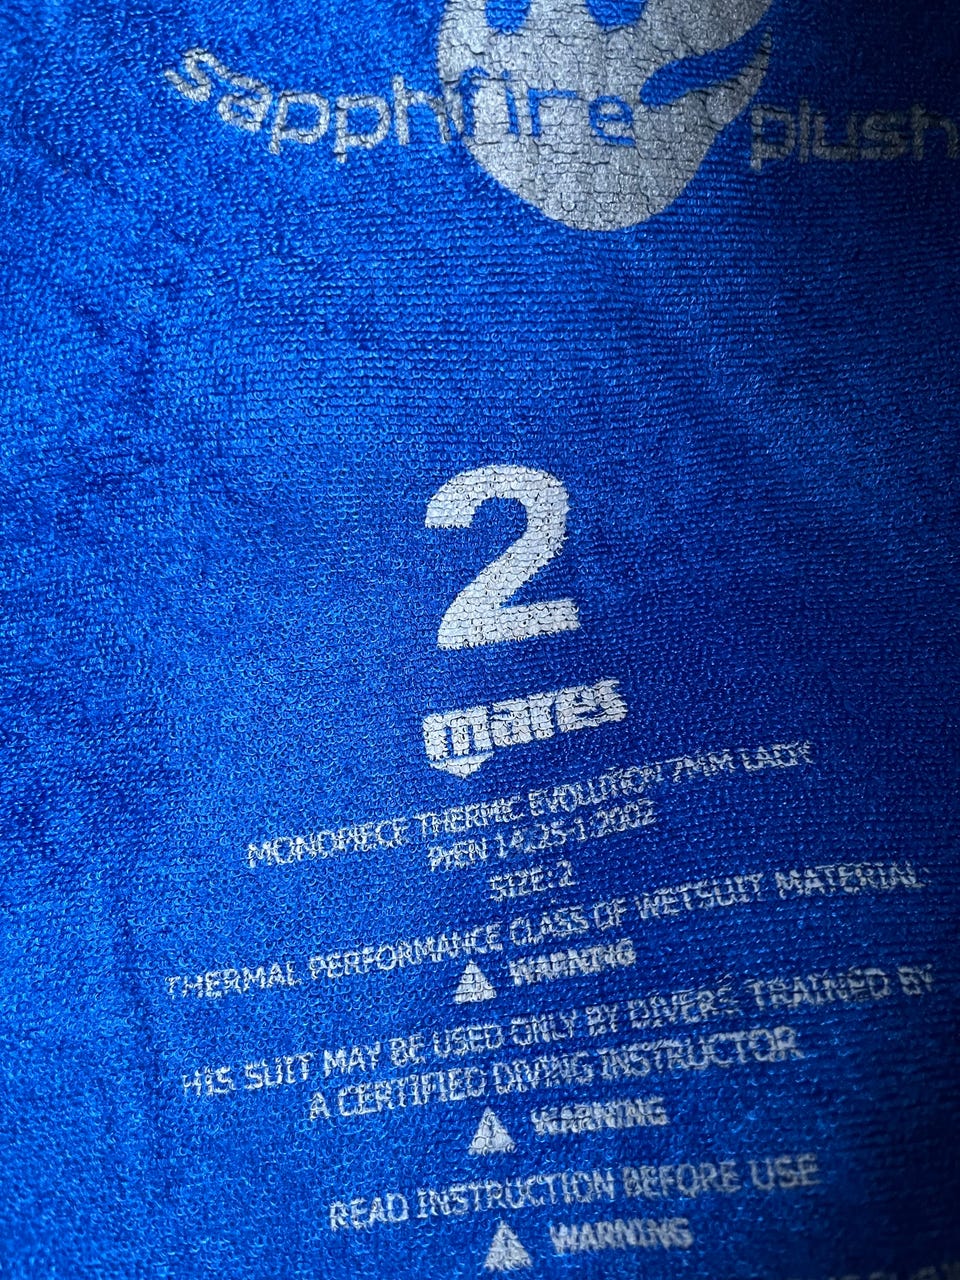 sapphfire plush
2
mares
MONOPIECE THERMIC EVOLUTION 7MM LADY
PrEN 14225-1:2002
SIZE: 2
THERMAL PERFORMANCE CLASS OF WETSUIT MATERIAL:
WARNING
THIS SUIT MAY BE USED ONLY BY DIVERS TRAINED BY
A CERTIFIED DIVING INSTRUCTOR
WARNING
READ INSTRUCTION BEFORE USE
WARNING